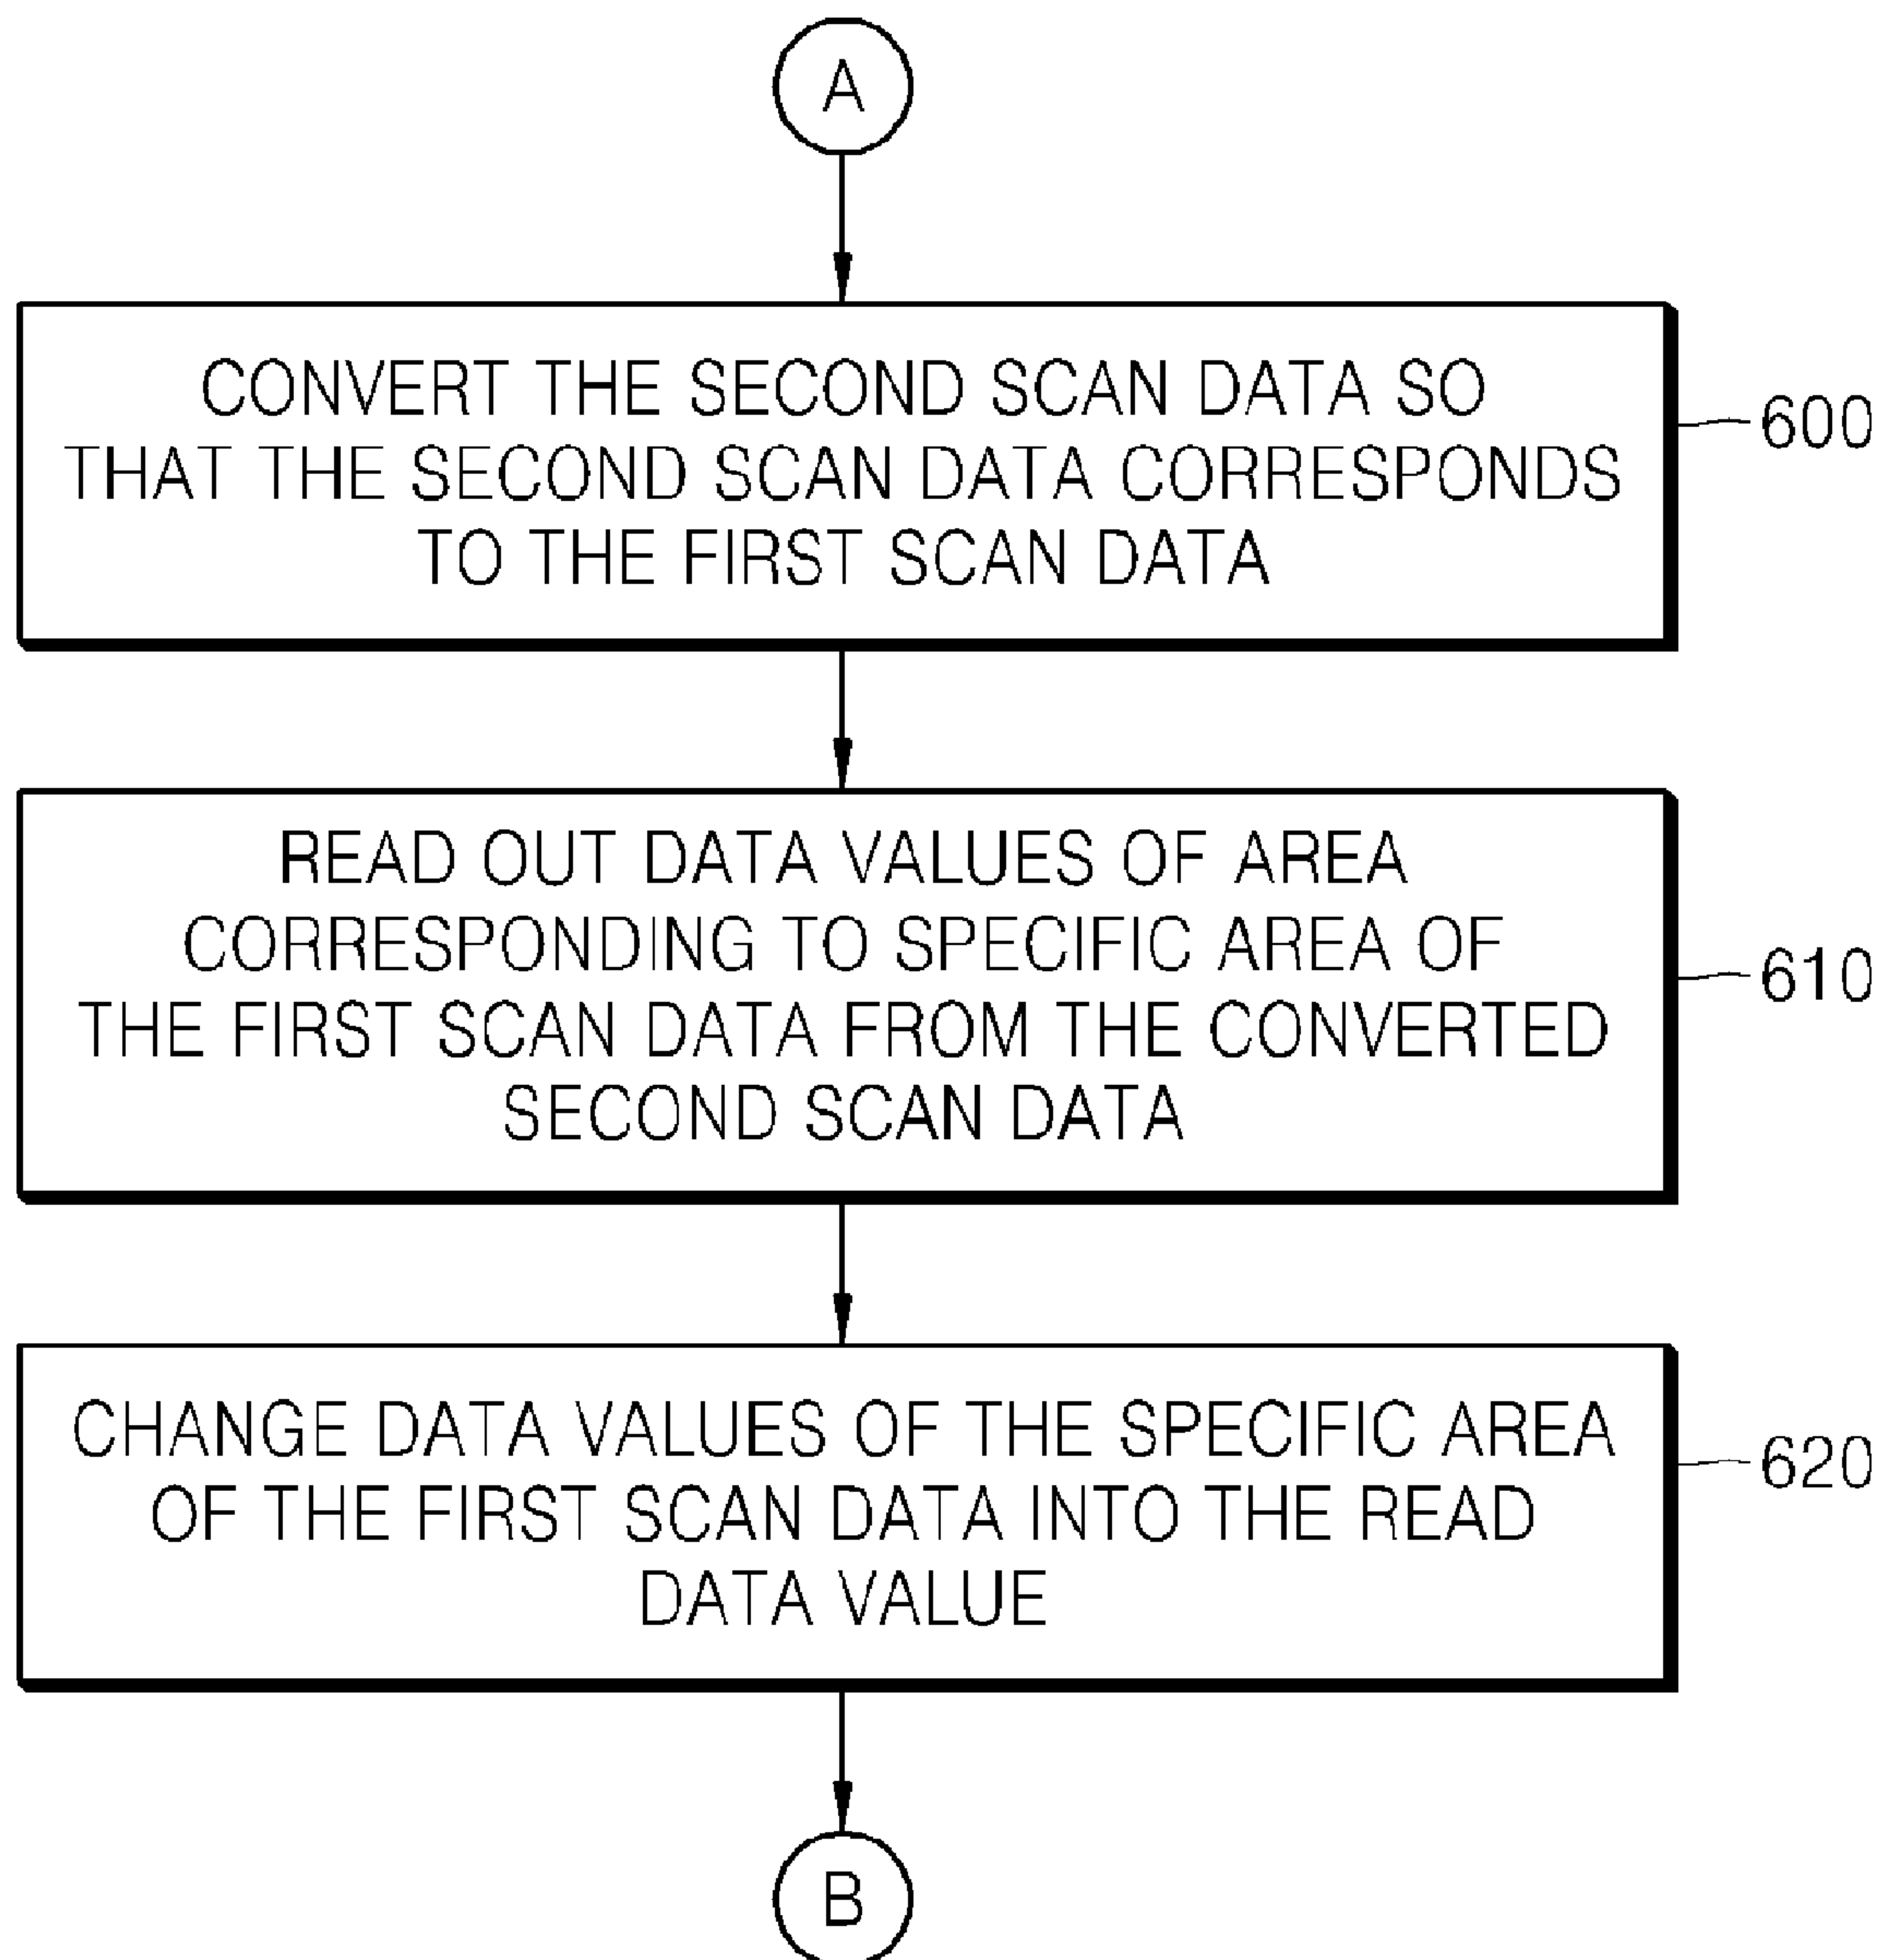 A
CONVERT THE SECOND SCAN DATA SO
THAT THE SECOND SCAN DATA CORRESPONDS
TO THE FIRST SCAN DATA
600
READ OUT DATA VALUES OF AREA
CORRESPONDING TO SPECIFIC AREA OF
THE FIRST SCAN DATA FROM THE CONVERTED
SECOND SCAN DATA
610
CHANGE DATA VALUES OF THE SPECIFIC AREA
OF THE FIRST SCAN DATA INTO THE READ
DATA VALUE
620
B